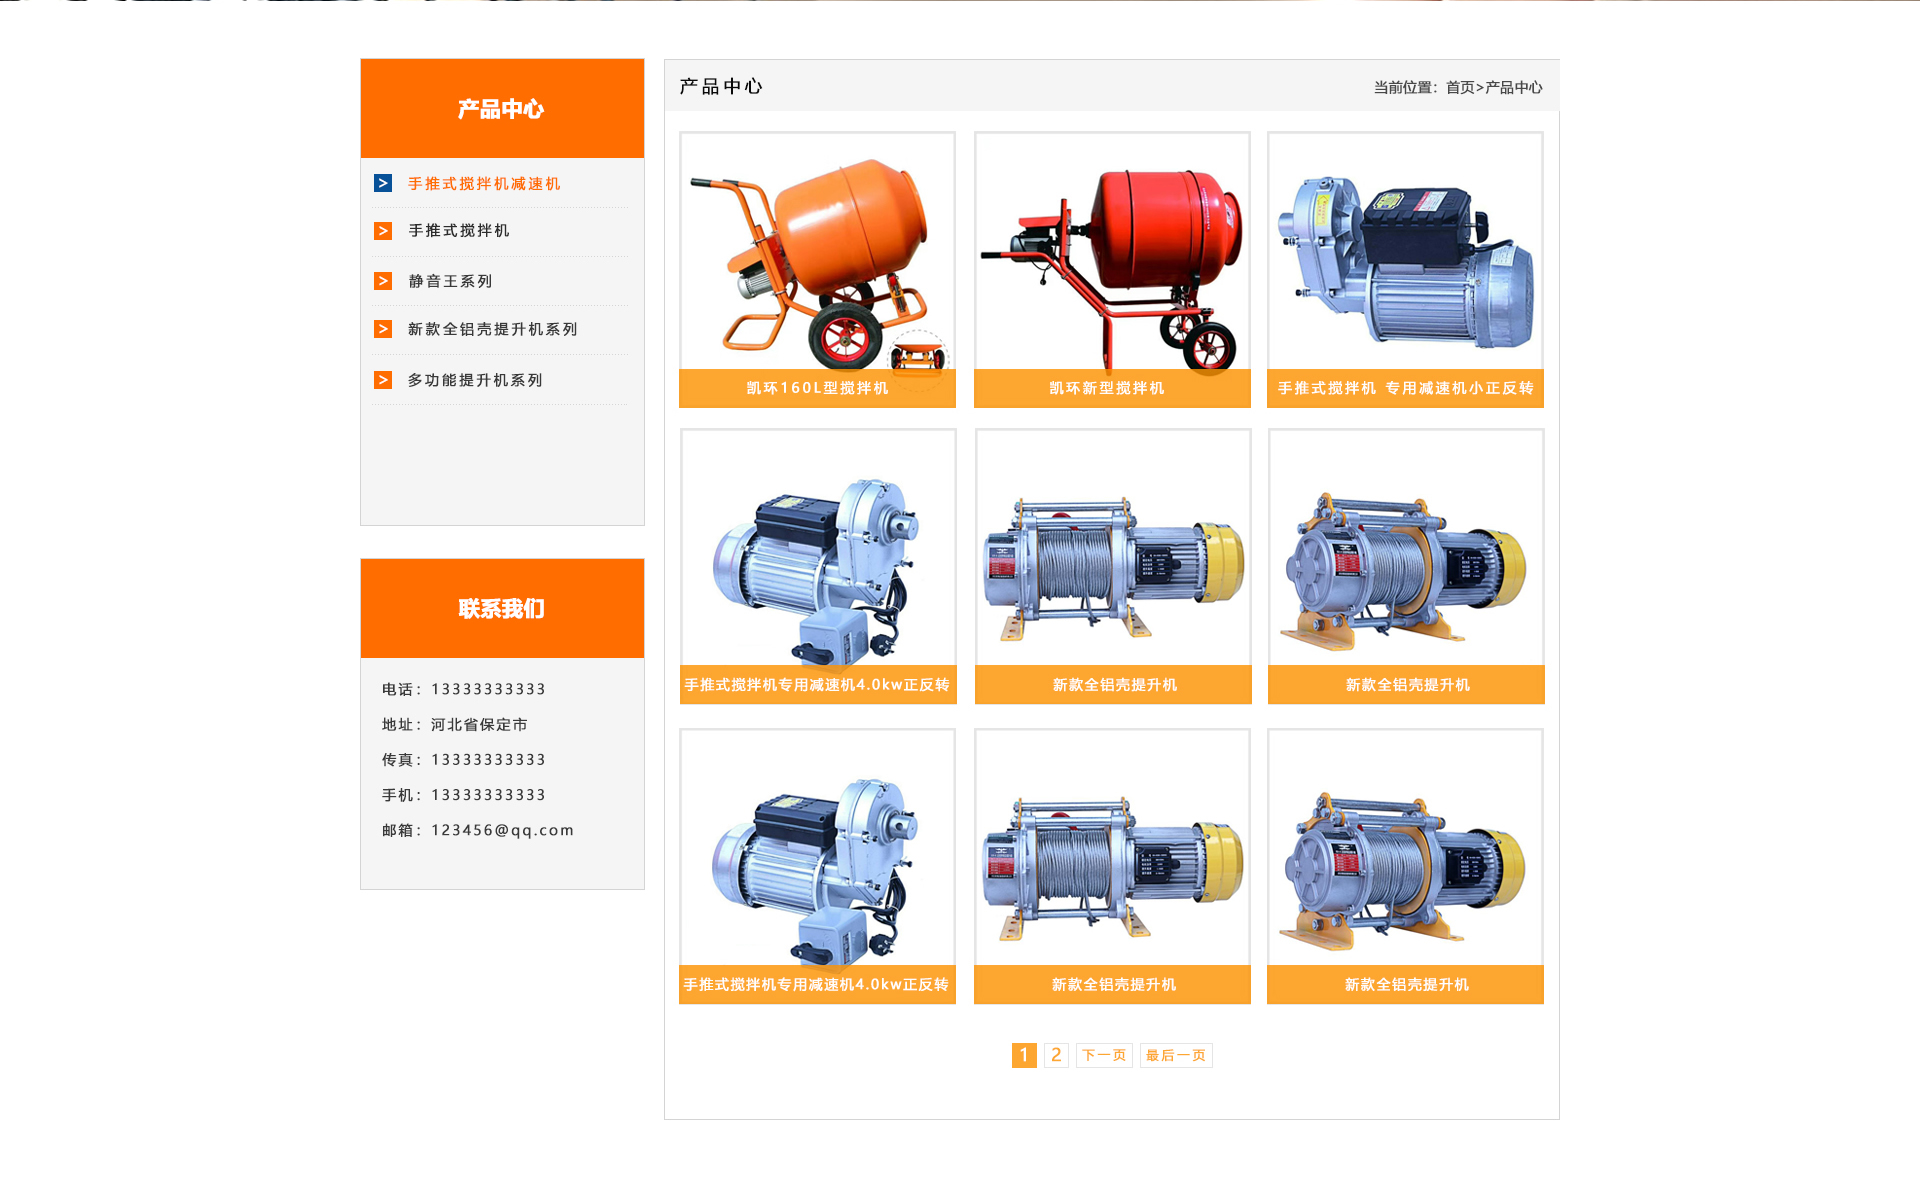 产品中心
手推式搅拌机减速机
手推式搅拌机
静音王系列
新款全铝壳提升机系列
多功能提升机系列
联系我们
电话：13333333333
地址：河北省保定市
传真：13333333333
手机：13333333333
邮箱：123456@qq.com
产品中心
当前位置：首页>产品中心
凯环160L型搅拌机
凯环新型搅拌机
手推式搅拌机 专用减速机小正反转
手推式搅拌机专用减速机4.0kw正反转
新款全铝壳提升机
新款全铝壳提升机
手推式搅拌机专用减速机4.0kw正反转
新款全铝壳提升机
新款全铝壳提升机
1 2 下一页 最后一页